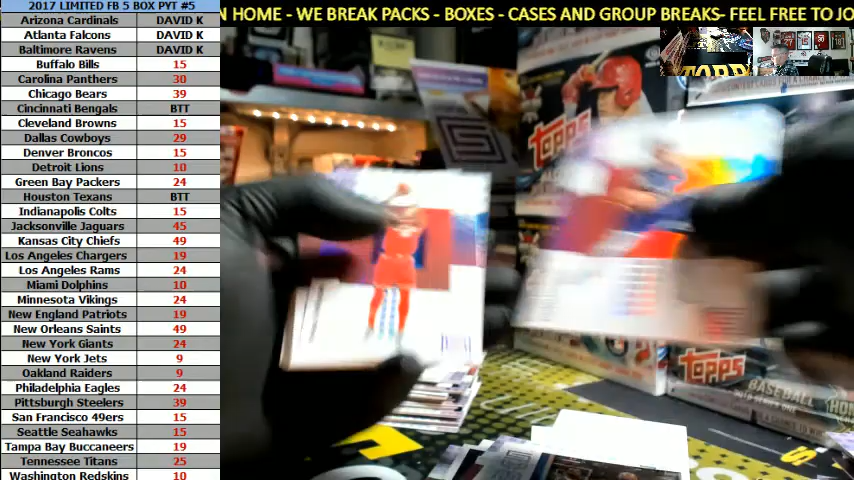 2017 LIMITED FB 5 BOX PYT #5
N HOME - WE BREAK PACKS - BOXES - CASES AND GROUP BREAKS- FEEL FREE TO JO
Arizona Cardinals DAVID K
Atlanta Falcons DAVID K
Baltimore Ravens DAVID K
Buffalo Bills 15
Carolina Panthers 30
Chicago Bears 39
Cincinnati Bengals BTT
Cleveland Browns 15
Dallas Cowboys 29
Denver Broncos 15
Detroit Lions 10
Green Bay Packers 24
Houston Texans BTT
Indianapolis Colts 15
Jacksonville Jaguars 45
Kansas City Chiefs 49
Los Angeles Chargers 19
Los Angeles Rams 24
Miami Dolphins 10
Minnesota Vikings 24
New England Patriots 19
New Orleans Saints 49
New York Giants 24
New York Jets 9
Oakland Raiders 9
Philadelphia Eagles 24
Pittsburg Steelers 39
San Francisco 49ers 15
Seattle Seahawks 15
Tampa Bay Buccaneers 19
Tennessee Titans 25
Washington Redskins 10
Topps
Topps
BASEBALL